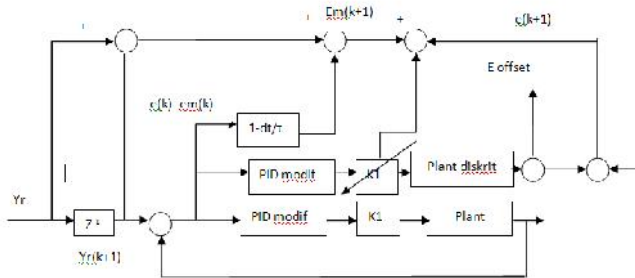 Em(k+1)
+
+
+
ç(k+1)
E offset
c(k) cm(k)
1-dt/τ
PID modif
K1
Plant diskrit
Yr
Z⁻¹
PID modif
K1
Plant
Yr(k+1)